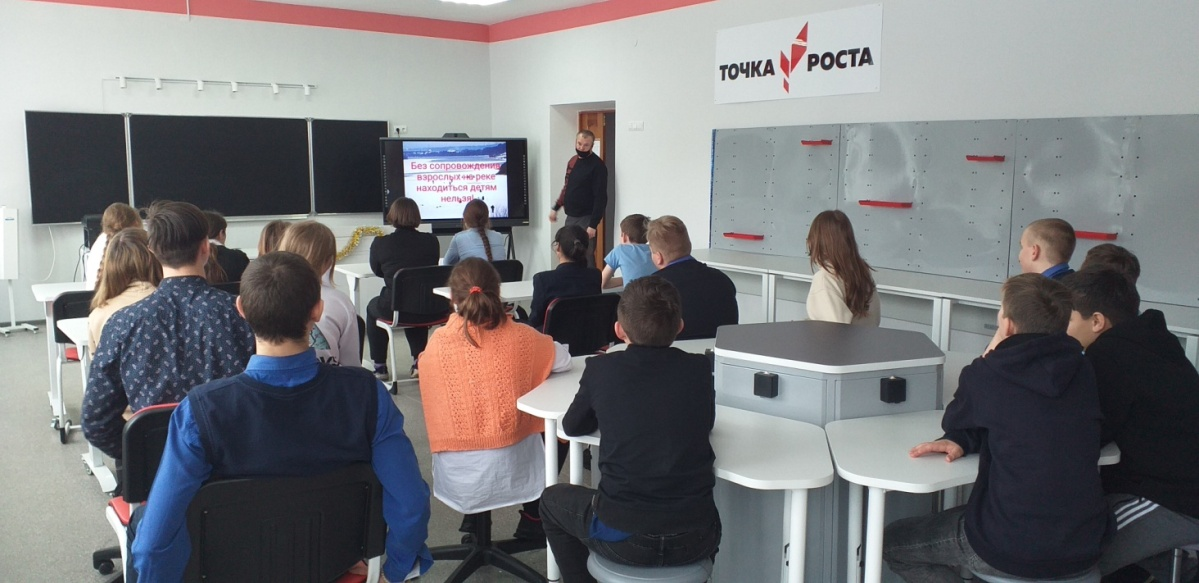 ТОЧКА РОСТА
Без сопровождения
взрослых на реке
находиться детям
нельзя!